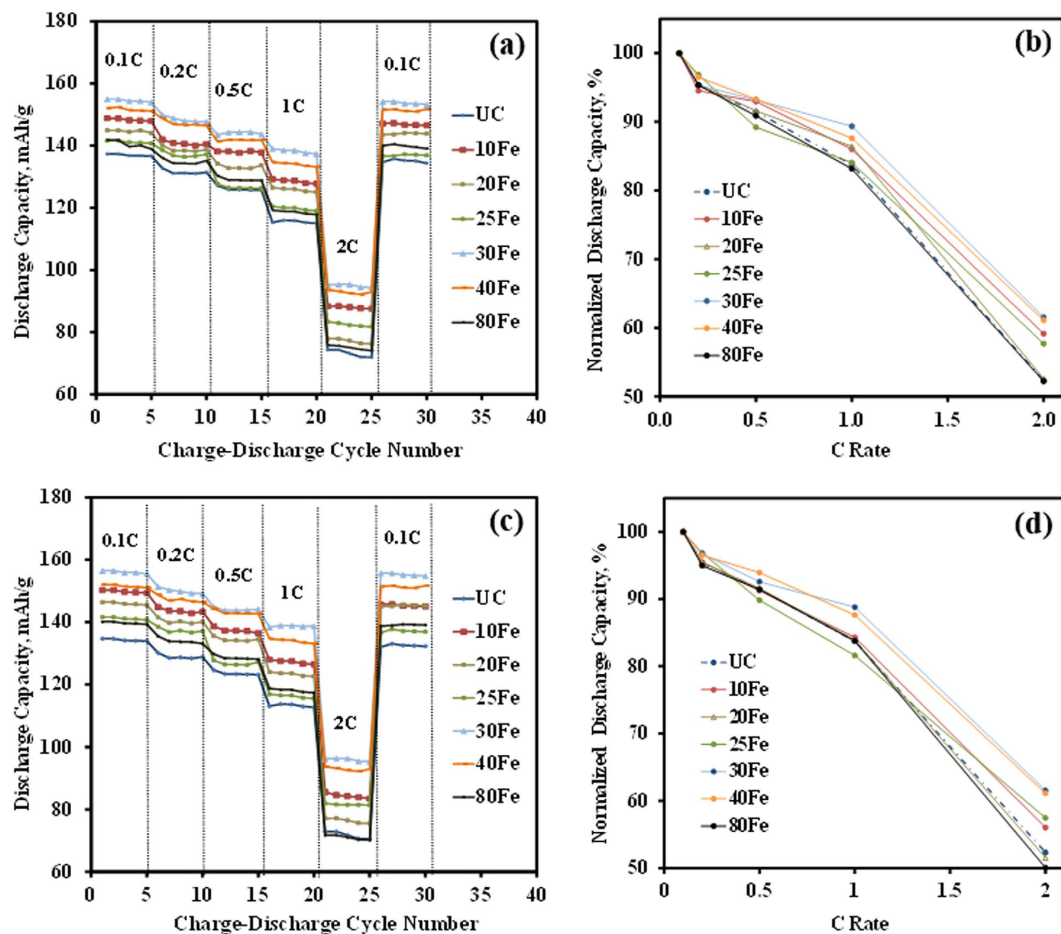 (a)
180
160
140
120
100
80
60
0.1C
0.2C
0.5C
1C
2C
0.1C
UC
10Fe
20Fe
25Fe
30Fe
40Fe
80Fe
0 5 10 15 20 25 30 35 40
Discharge Capacity, mAh/g
Charge-Discharge Cycle Number
(b)
100
90
80
70
60
50
UC
10Fe
20Fe
25Fe
30Fe
40Fe
80Fe
0.0 0.5 1.0 1.5 2.0
Normalized Discharge Capacity, %
C Rate
(c)
180
160
140
120
100
80
60
0.1C
0.2C
0.5C
1C
2C
0.1C
UC
10Fe
20Fe
25Fe
30Fe
40Fe
80Fe
0 5 10 15 20 25 30 35 40
Discharge Capacity, mAh/g
Charge-Discharge Cycle Number
(d)
100
90
80
70
60
50
UC
10Fe
20Fe
25Fe
30Fe
40Fe
80Fe
0 0.5 1 1.5 2
Normalized Discharge Capacity, %
C Rate